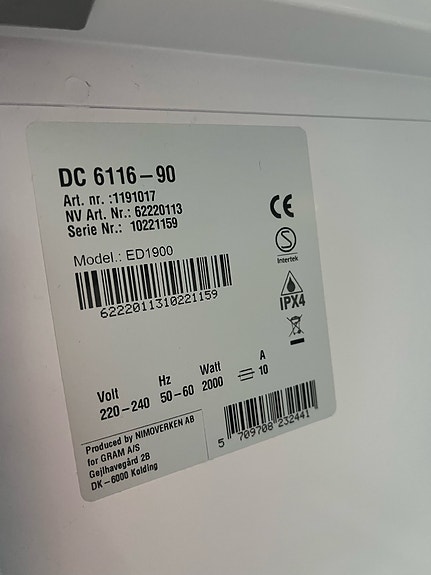 DC 6116-90
Art. nr. :1191017
NV Art. Nr.: 62220113
Serie Nr.: 10221159
Model.: ED1900
6222011310221159
CE
S
Intertek
IPX4
Volt Hz Watt A
220-240 50-60 2000 10
Produced by NIMOVERKEN AB
for GRAM A/S
Gejlhavegård 2B
DK-6000 Kolding
5 709708 232441